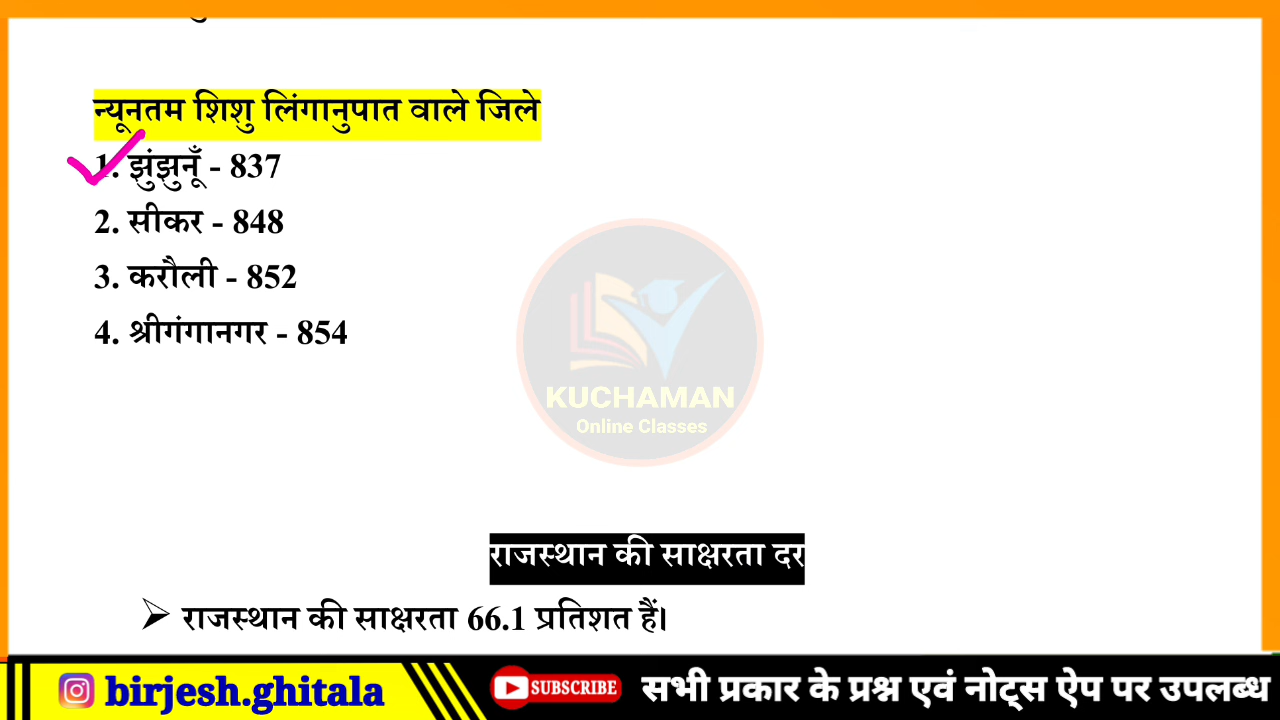 न्यूनतम शिशु लिंगानुपात वाले जिले
1. झुंझुनूँ - 837
2. सीकर - 848
3. करौली - 852
4. श्रीगंगानगर - 854
KUCHAMAN
Online Classes
राजस्थान की साक्षरता दर
राजस्थान की साक्षरता 66.1 प्रतिशत हैं।
birjesh.ghitala
SUBSCRIBE
सभी प्रकार के प्रश्न एवं नोट्स ऐप पर उपलब्ध